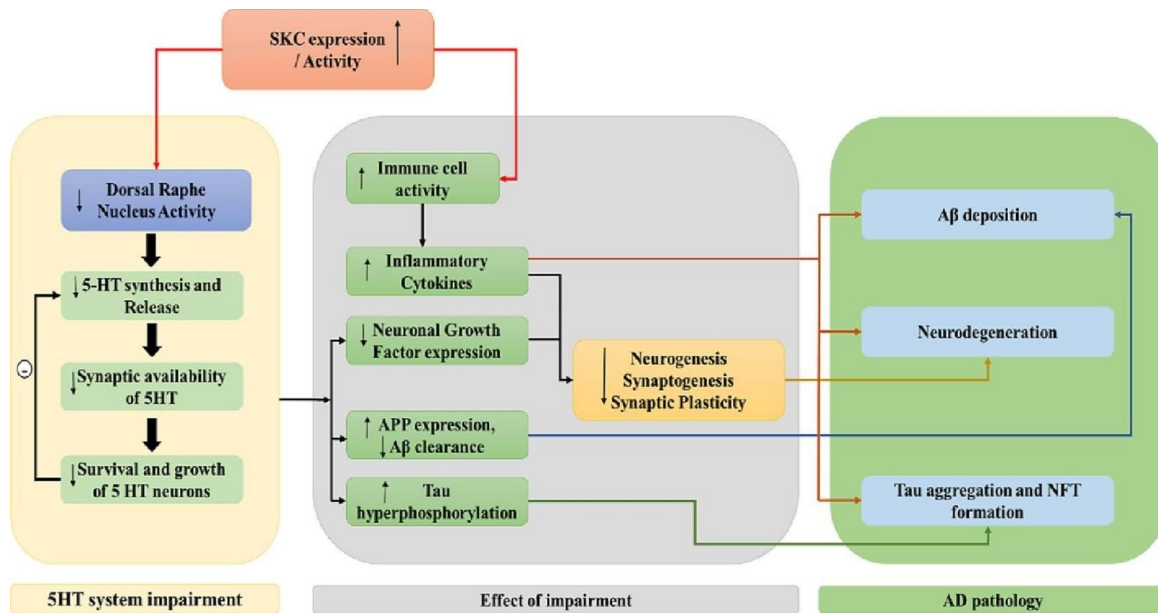 SKC expression
/ Activity
Dorsal Raphe
Nucleus Activity
5-HT synthesis and
Release
Synaptic availability
of 5HT
Survival and growth
of 5 HT neurons
-
5HT system impairment
Immune cell
activity
Inflammatory
Cytokines
Neuronal Growth
Factor expression
APP expression,
Aβ clearance
Tau
hyperphosphorylation
Neurogenesis
Synaptogenesis
Synaptic Plasticity
Effect of impairment
Aβ deposition
Neurodegeneration
Tau aggregation and NFT
formation
AD pathology